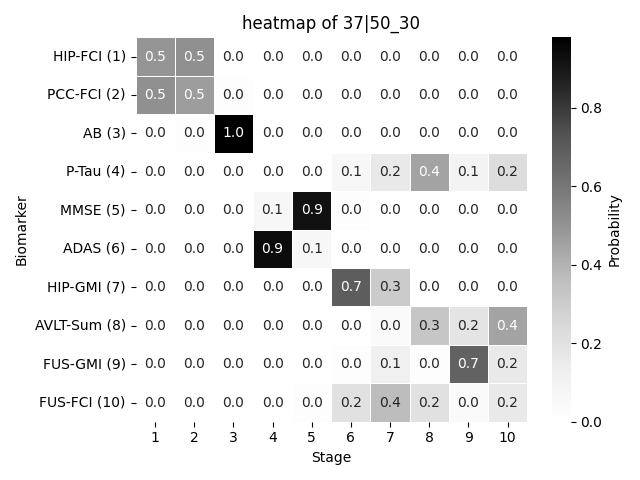 heatmap of 37|50_30
HIP-FCI (1) 0.5 0.5 0.0 0.0 0.0 0.0 0.0 0.0 0.0 0.0
PCC-FCI (2) 0.5 0.5 0.0 0.0 0.0 0.0 0.0 0.0 0.0 0.0
AB (3) 0.0 0.0 1.0 0.0 0.0 0.0 0.0 0.0 0.0 0.0
P-Tau (4) 0.0 0.0 0.0 0.0 0.0 0.1 0.2 0.4 0.1 0.2
MMSE (5) 0.0 0.0 0.0 0.1 0.9 0.0 0.0 0.0 0.0 0.0
ADAS (6) 0.0 0.0 0.0 0.9 0.1 0.0 0.0 0.0 0.0 0.0
HIP-GMI (7) 0.0 0.0 0.0 0.0 0.0 0.7 0.3 0.0 0.0 0.0
AVLT-Sum (8) 0.0 0.0 0.0 0.0 0.0 0.0 0.0 0.3 0.2 0.4
FUS-GMI (9) 0.0 0.0 0.0 0.0 0.0 0.0 0.1 0.0 0.7 0.2
FUS-FCI (10) 0.0 0.0 0.0 0.0 0.0 0.2 0.4 0.2 0.0 0.2
1 2 3 4 5 6 7 8 9 10
Stage
Biomarker
0.8
0.6
0.4
0.2
0.0
Probability